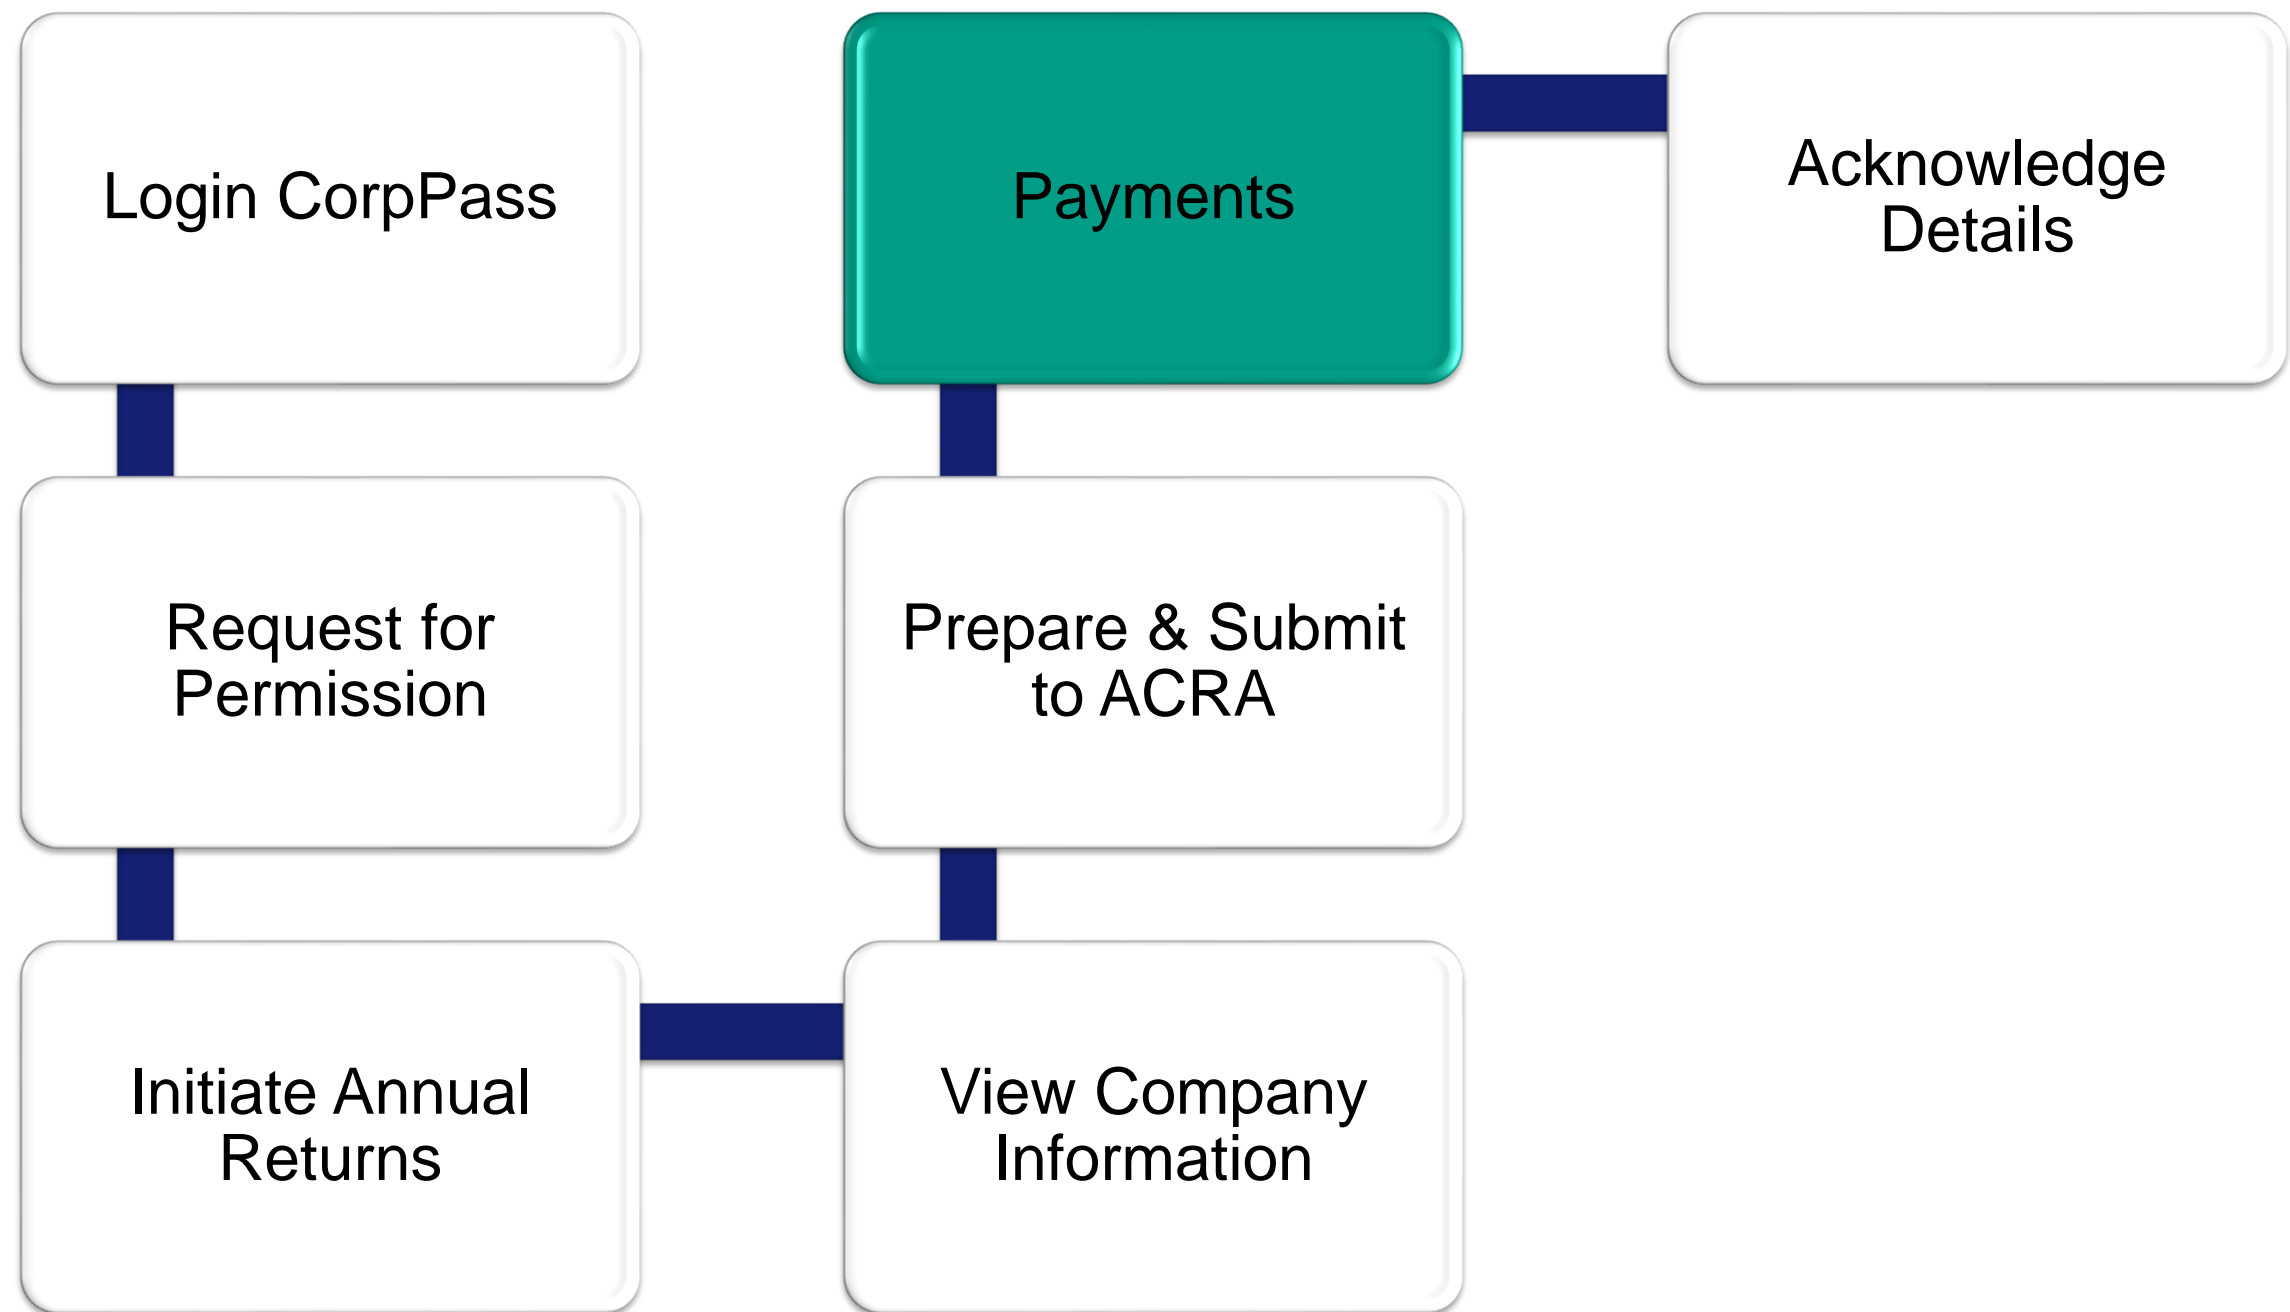 Login CorpPass
Request for
Permission
Initiate Annual
Returns
View Company
Information
Prepare & Submit
to ACRA
Payments
Acknowledge
Details